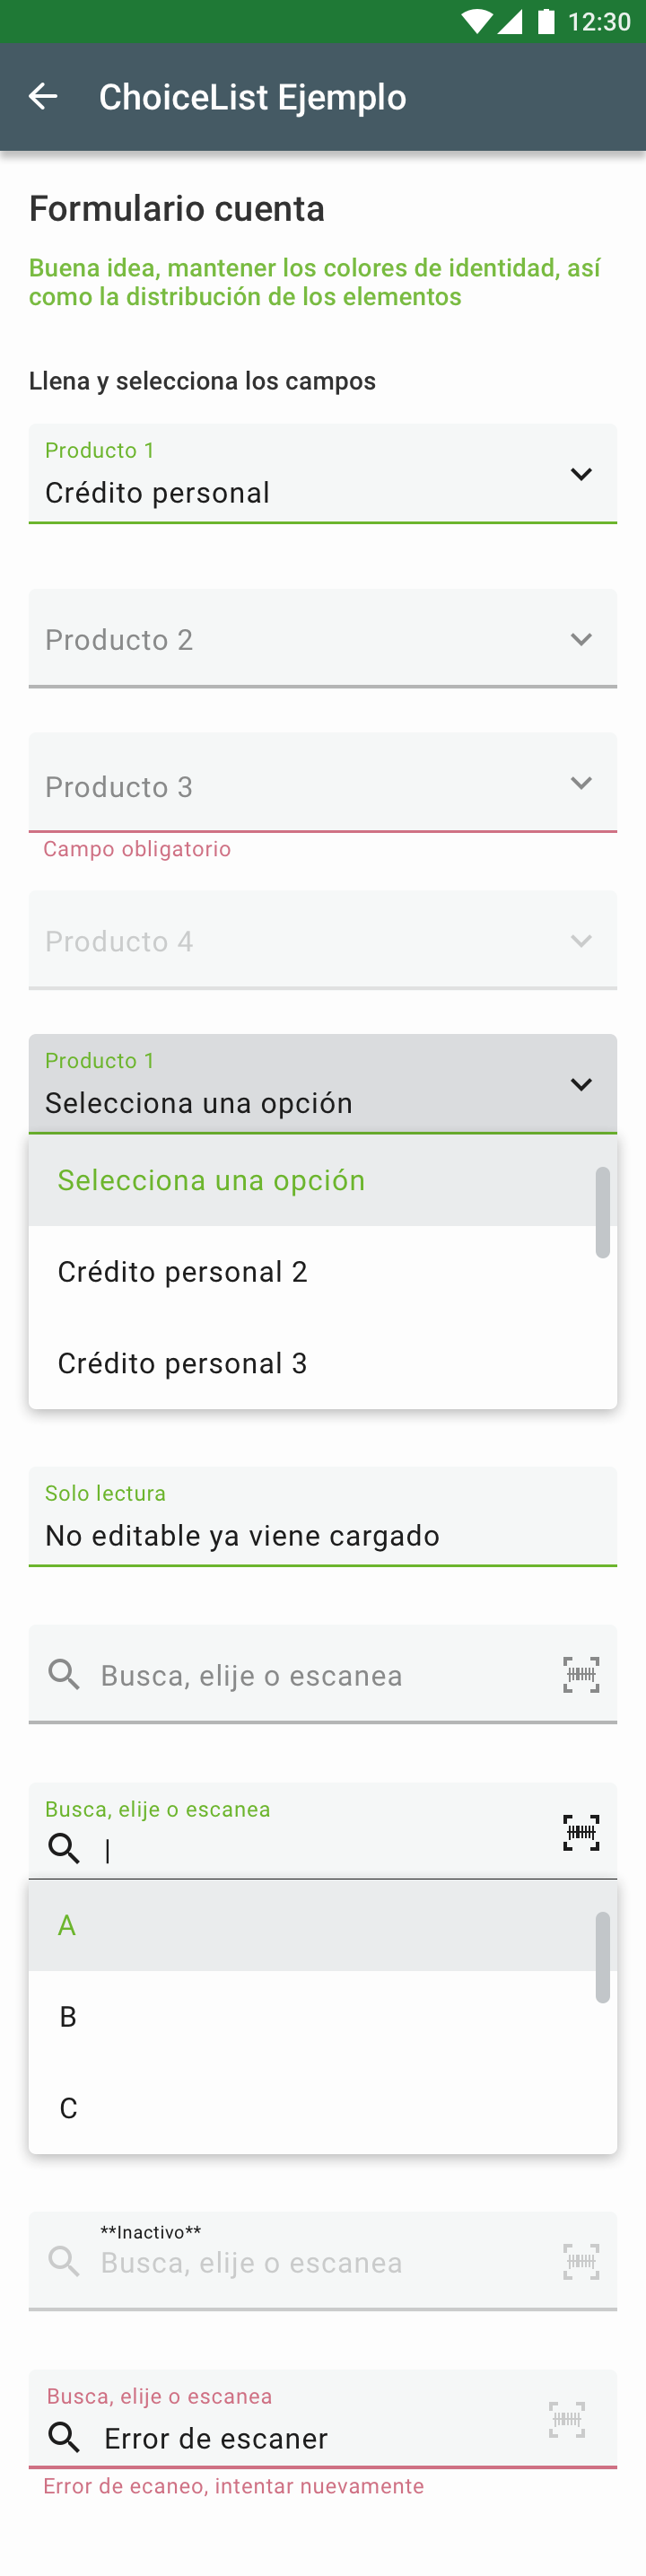 12:30
ChoiceList Ejemplo
Formulario cuenta
Buena idea, mantener los colores de identidad, así
como la distribución de los elementos
Llena y selecciona los campos
Producto 1
Crédito personal
Producto 2
Producto 3
Campo obligatorio
Producto 4
Producto 1
Selecciona una opción
Selecciona una opción
Crédito personal 2
Crédito personal 3
Solo lectura
No editable ya viene cargado
Busca, elije o escanea
Busca, elije o escanea
A
B
C
**Inactivo**
Busca, elije o escanea
Busca, elije o escanea
Error de escaner
Error de ecaneo, intentar nuevamente